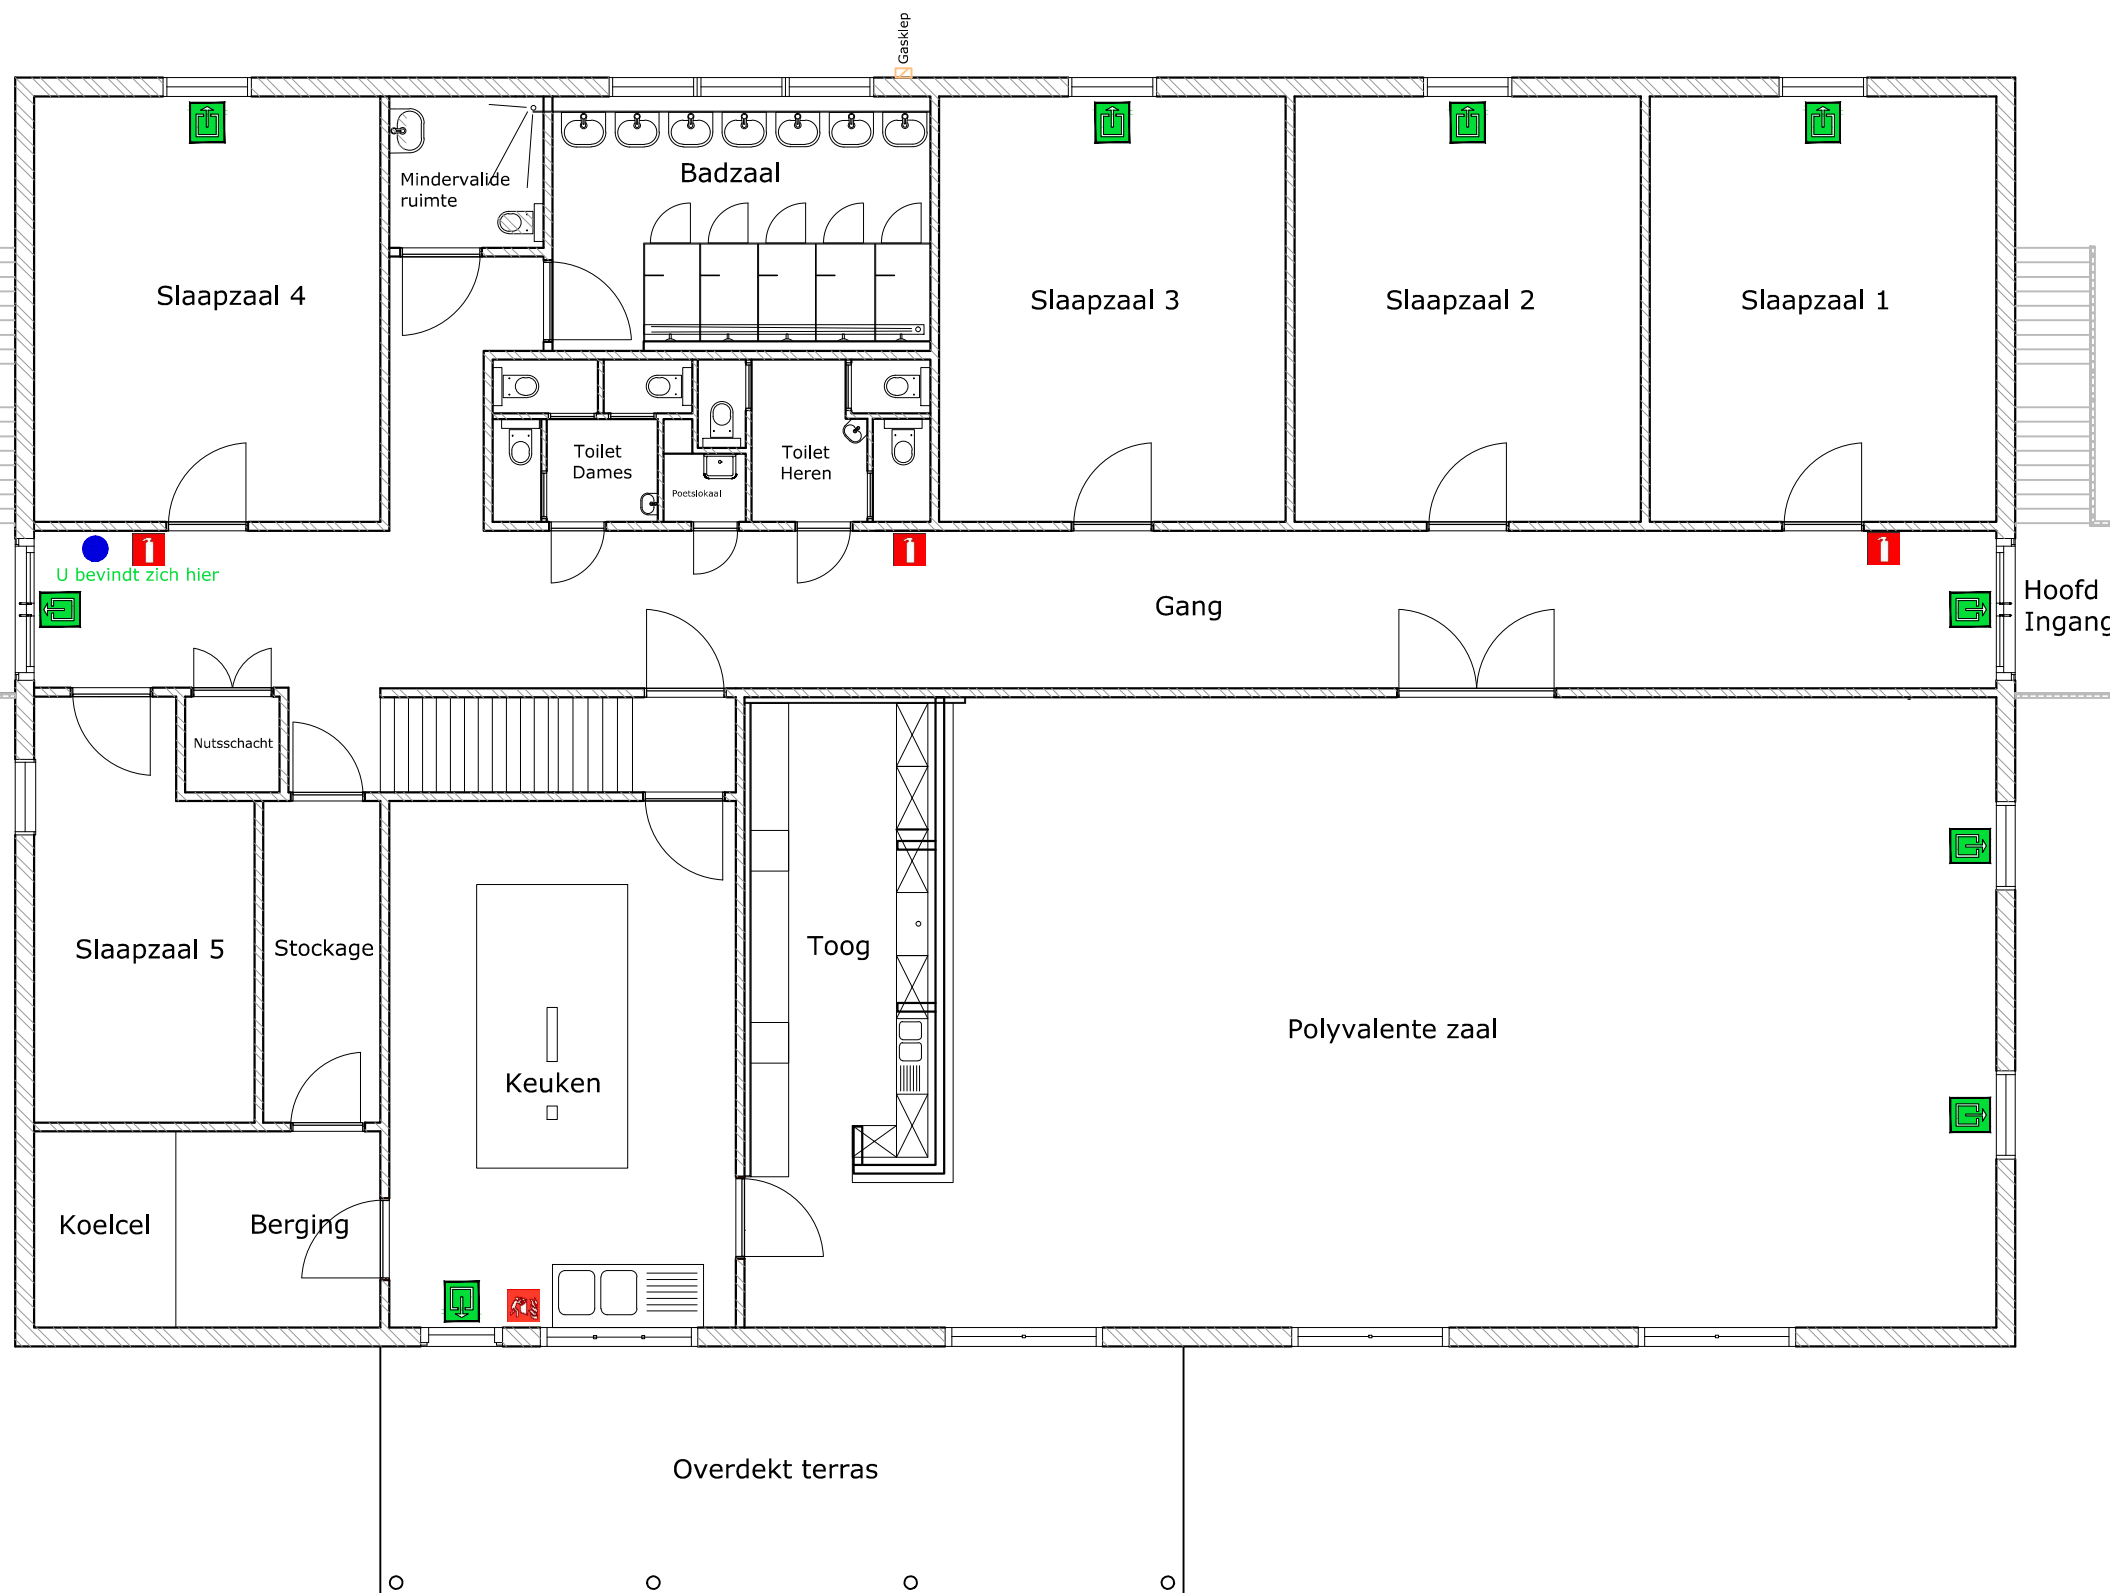 Gasklep
Badzaal
Mindervalide
ruimte
Slaapzaal 4
Slaapzaal 3
Slaapzaal 2
Slaapzaal 1
Toilet
Dames
Toilet
Heren
Poetslokaal
U bevindt zich hier
Gang
Hoofd
Ingang
Nutsschacht
Slaapzaal 5
Stockage
Toog
Polyvalente zaal
Keuken
Koelcel
Berging
Overdekt terras